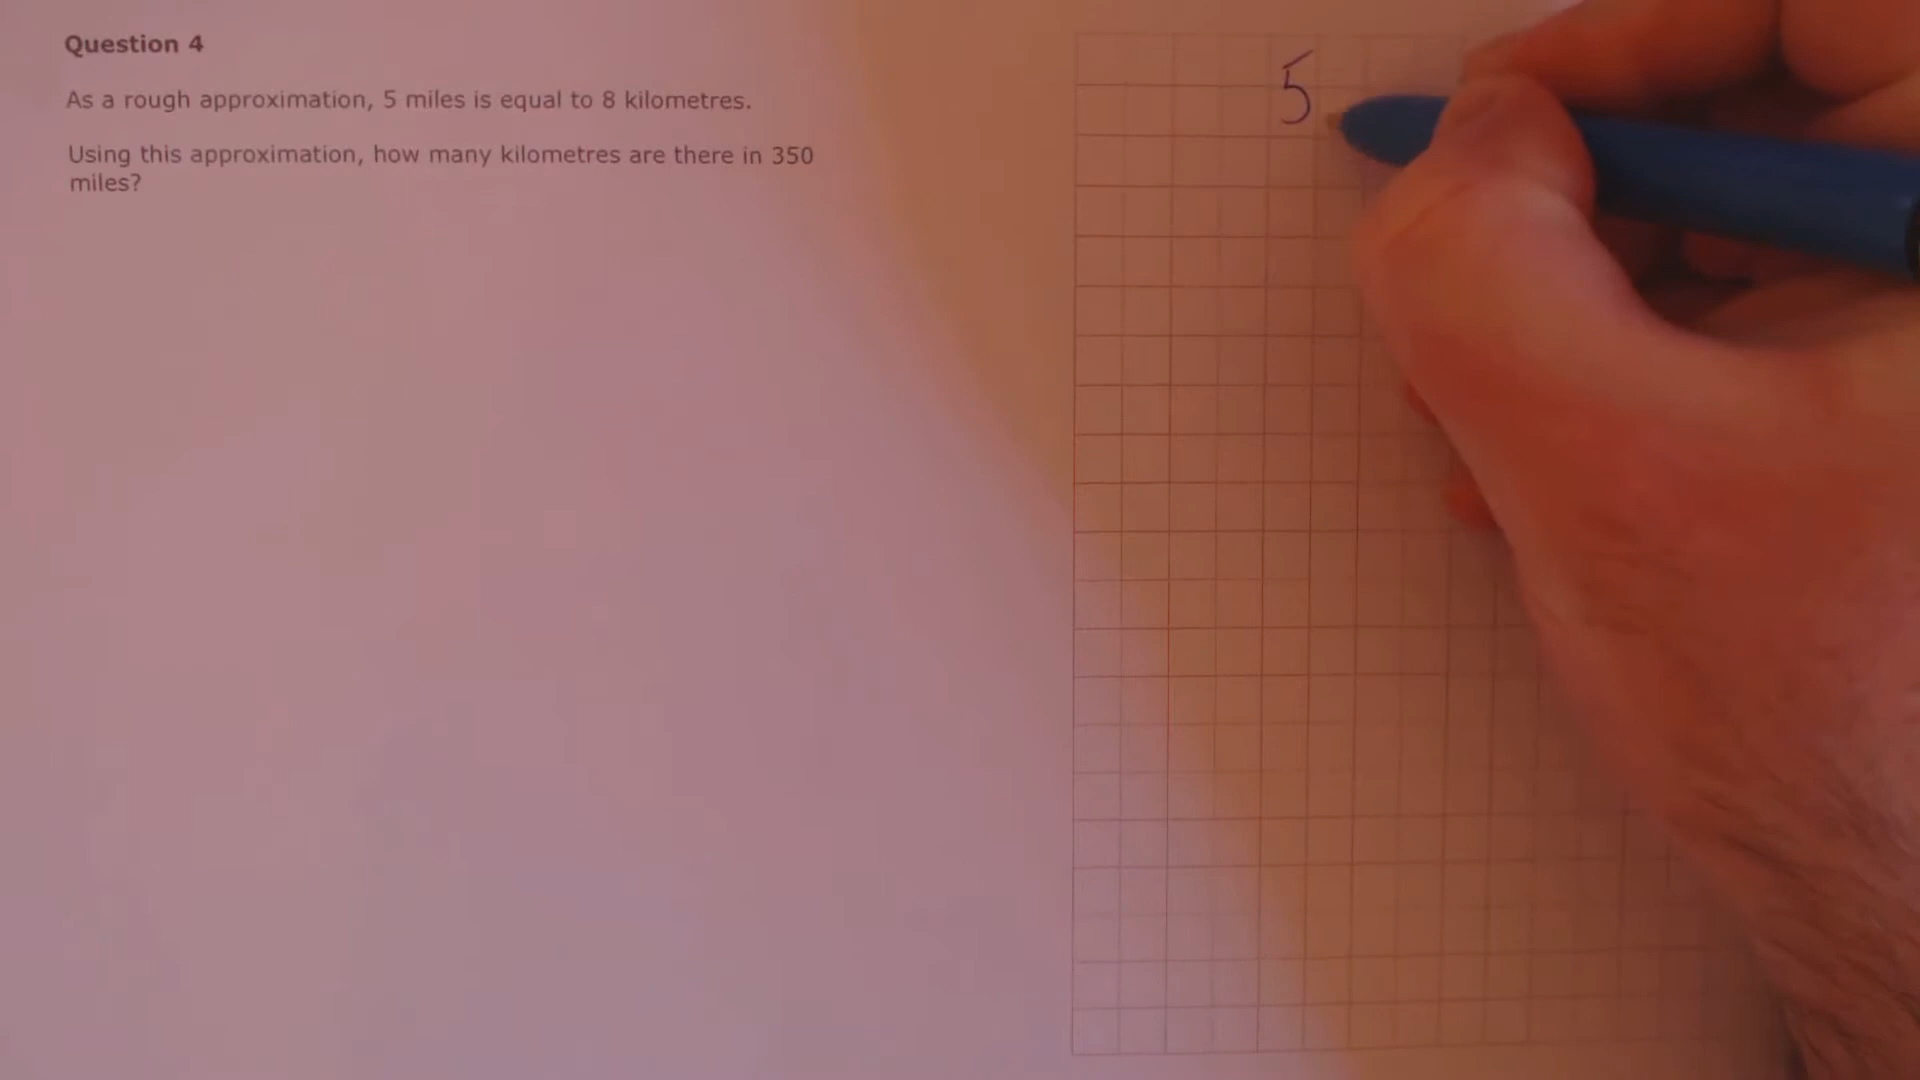 Question 4
As a rough approximation, 5 miles is equal to 8 kilometres.
Using this approximation, how many kilometres are there in 350
miles?
5